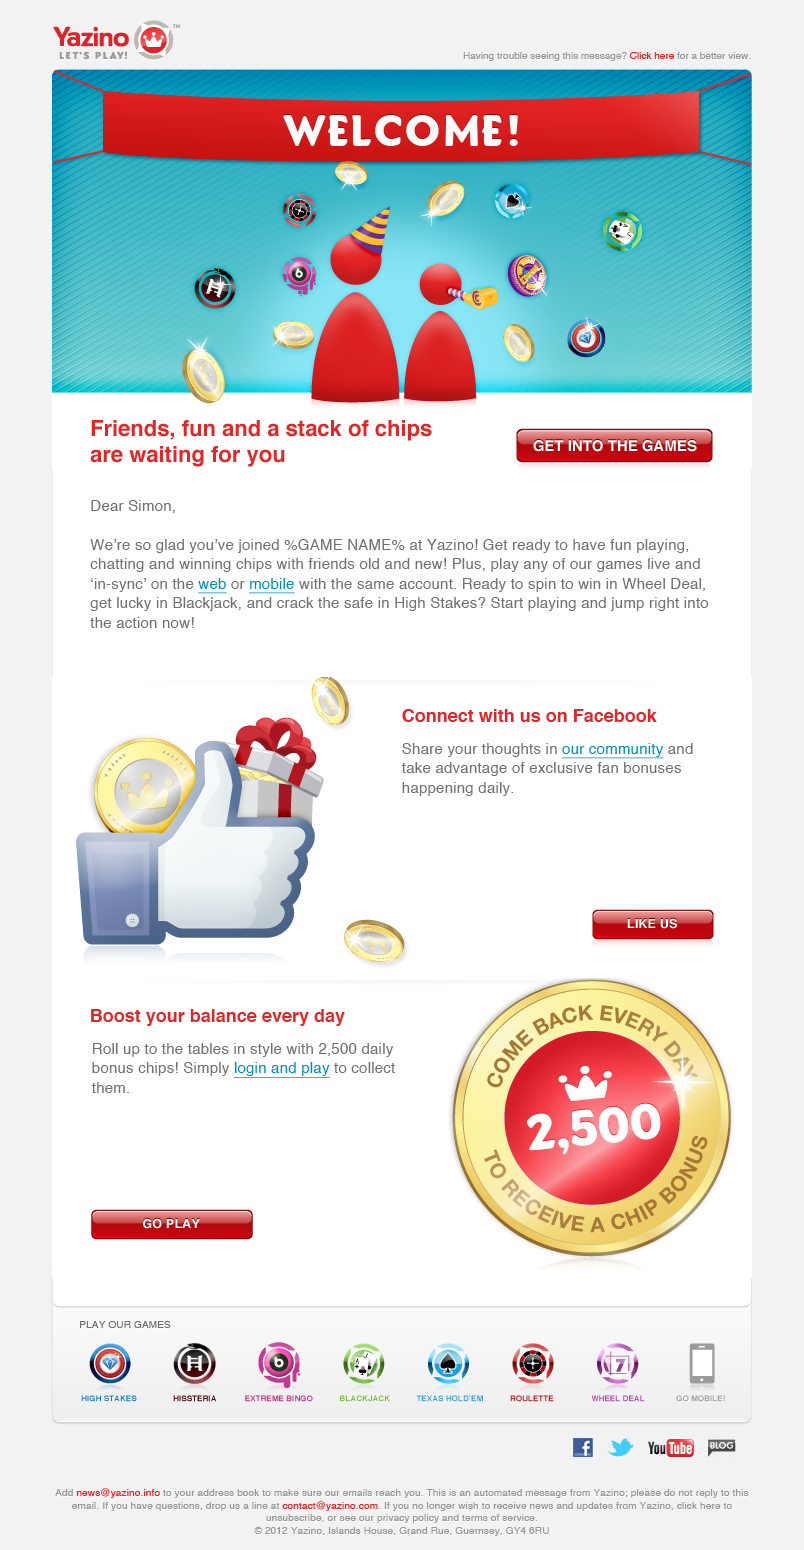 Yazino
LET'S PLAY!
TM
Having trouble seeing this message? Click here for a better view.
WELCOME!
Friends, fun and a stack of chips
are waiting for you
GET INTO THE GAMES
Dear Simon,
We're so glad you've joined %GAME NAME% at Yazino! Get ready to have fun playing,
chatting and winning chips with friends old and new! Plus, play any of our games live and
'in-sync' on the web or mobile with the same account. Ready to spin to win in Wheel Deal,
get lucky in Blackjack, and crack the safe in High Stakes? Start playing and jump right into
the action now!
Connect with us on Facebook
Share your thoughts in our community and
take advantage of exclusive fan bonuses
happening daily.
LIKE US
Boost your balance every day
Roll up to the tables in style with 2,500 daily
bonus chips! Simply login and play to collect
them.
GO PLAY
COME BACK EVERY DAY
2,500
TO RECEIVE A CHIP BONUS
PLAY OUR GAMES
HIGH STAKES
HISSTERIA
EXTREME BINGO
BLACKJACK
TEXAS HOLD'EM
ROULETTE
WHEEL DEAL
GO MOBILE!
f
YouTube
BLOG
Add news@yazino.info to your address book to make sure our emails reach you. This is an automated message from Yazino; please do not reply to this
email. If you have questions, drop us a line at contact@yazino.com. If you no longer wish to receive news and updates from Yazino, click here to
unsubscribe, or see our privacy policy and terms of service.
© 2012 Yazino, Islands House, Grand Rue, Guernsey, GY4 6RU